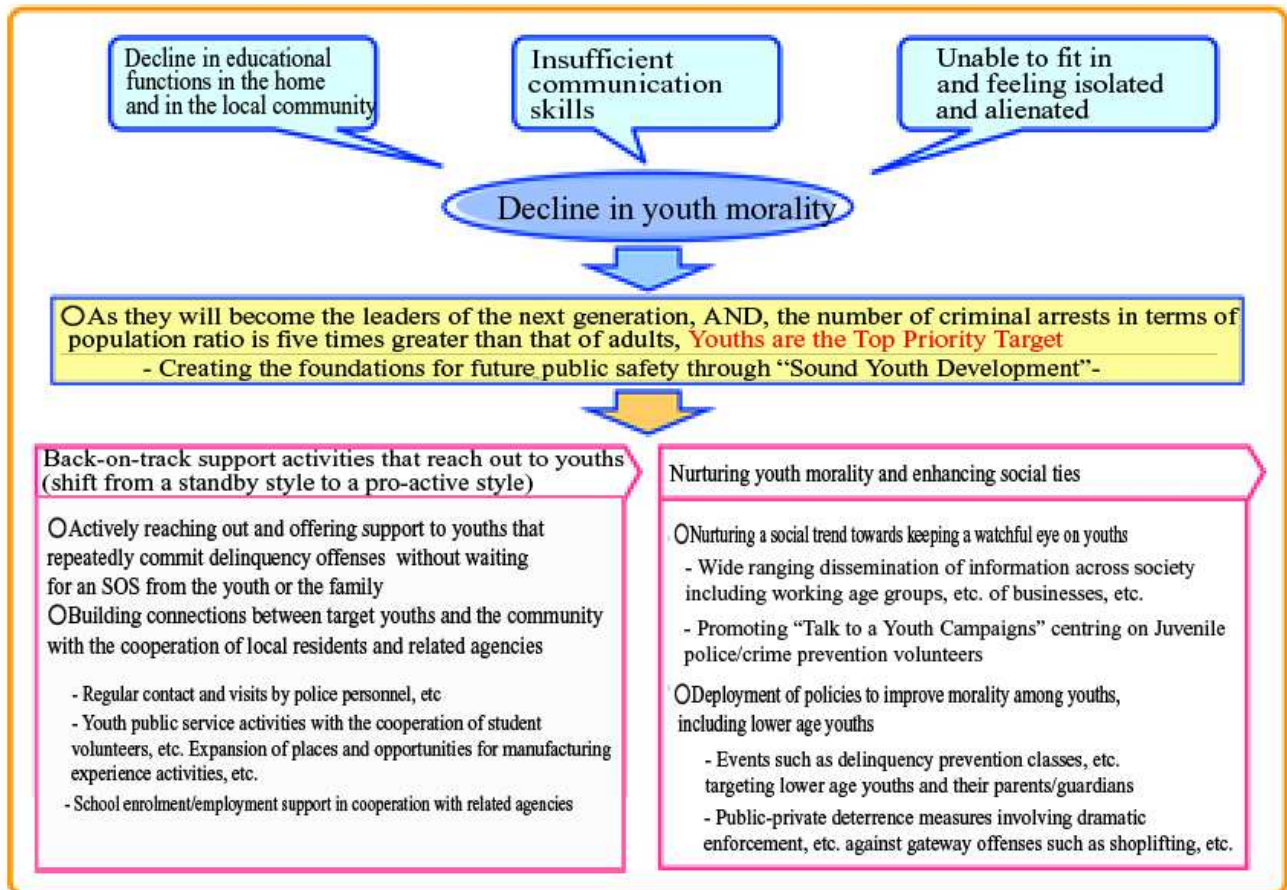 Decline in educational
functions in the home
and in the local community
Insufficient
communication
skills
Unable to fit in
and feeling isolated
and alienated
Decline in youth morality
○As they will become the leaders of the next generation, AND, the number of criminal arrests in terms of
population ratio is five times greater than that of adults, Youths are the Top Priority Target
- Creating the foundations for future public safety through “Sound Youth Development”-
Back-on-track support activities that reach out to youths
(shift from a standby style to a pro-active style)
○Actively reaching out and offering support to youths that
repeatedly commit delinquency offenses without waiting
for an SOS from the youth or the family
○Building connections between target youths and the community
with the cooperation of local residents and related agencies
- Regular contact and visits by police personnel, etc
- Youth public service activities with the cooperation of student
volunteers, etc. Expansion of places and opportunities for manufacturing
experience activities, etc.
- School enrolment/employment support in cooperation with related agencies
Nurturing youth morality and enhancing social ties
○Nurturing a social trend towards keeping a watchful eye on youths
- Wide ranging dissemination of information across society
including working age groups, etc. of businesses, etc.
- Promoting “Talk to a Youth Campaigns” centring on Juvenile
police/crime prevention volunteers
○Deployment of policies to improve morality among youths,
including lower age youths
- Events such as delinquency prevention classes, etc.
targeting lower age youths and their parents/guardians
- Public-private deterrence measures involving dramatic
enforcement, etc. against gateway offenses such as shoplifting, etc.